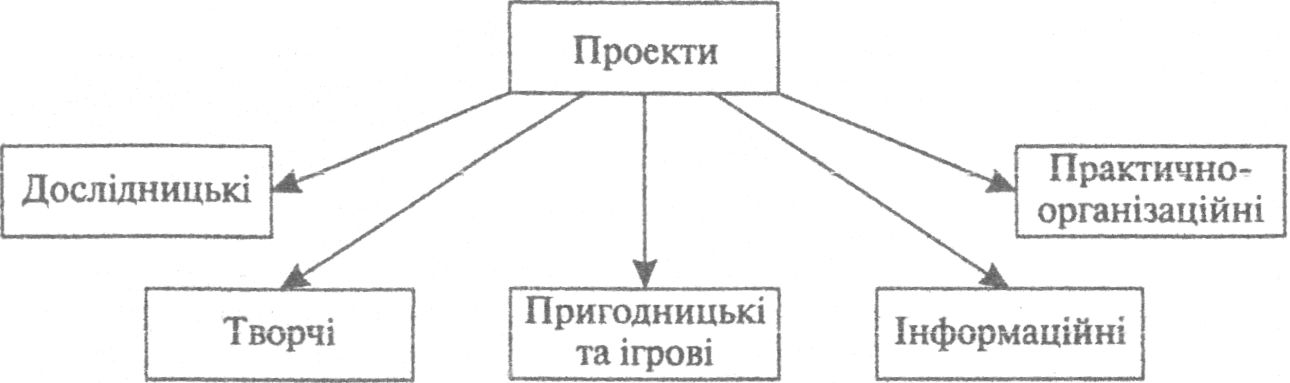 Проекти
Дослідницькі
Практично-
організаційні
Творчі
Пригодницькі
та ігрові
Інформаційні